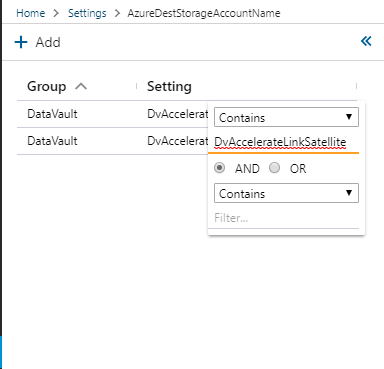 Home > Settings > AzureDestStorageAccountName
+ Add «
Group Setting
DataVault DvAccelerat
Contains
DataVault DvAccelerat
DvAccelerateLinkSatellite
AND OR
Contains
Filter...